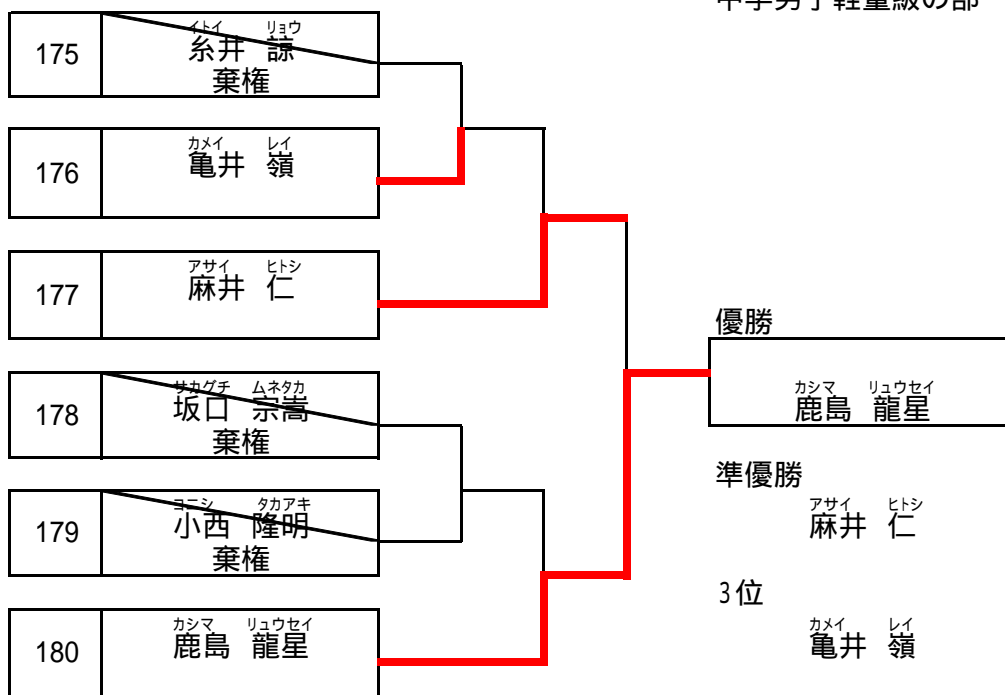 中学男子軽量級の部
175
イトイ リョウ
糸井 諒
棄権
176
カメイ レイ
亀井 嶺
177
アサイ ヒトシ
麻井 仁
178
サカグチ ムネタカ
坂口 宗嵩
棄権
179
コニシ タカアキ
小西 隆明
棄権
180
カシマ リュウセイ
鹿島 龍星
優勝
カシマ リュウセイ
鹿島 龍星
準優勝
アサイ ヒトシ
麻井 仁
3位
カメイ レイ
亀井 嶺